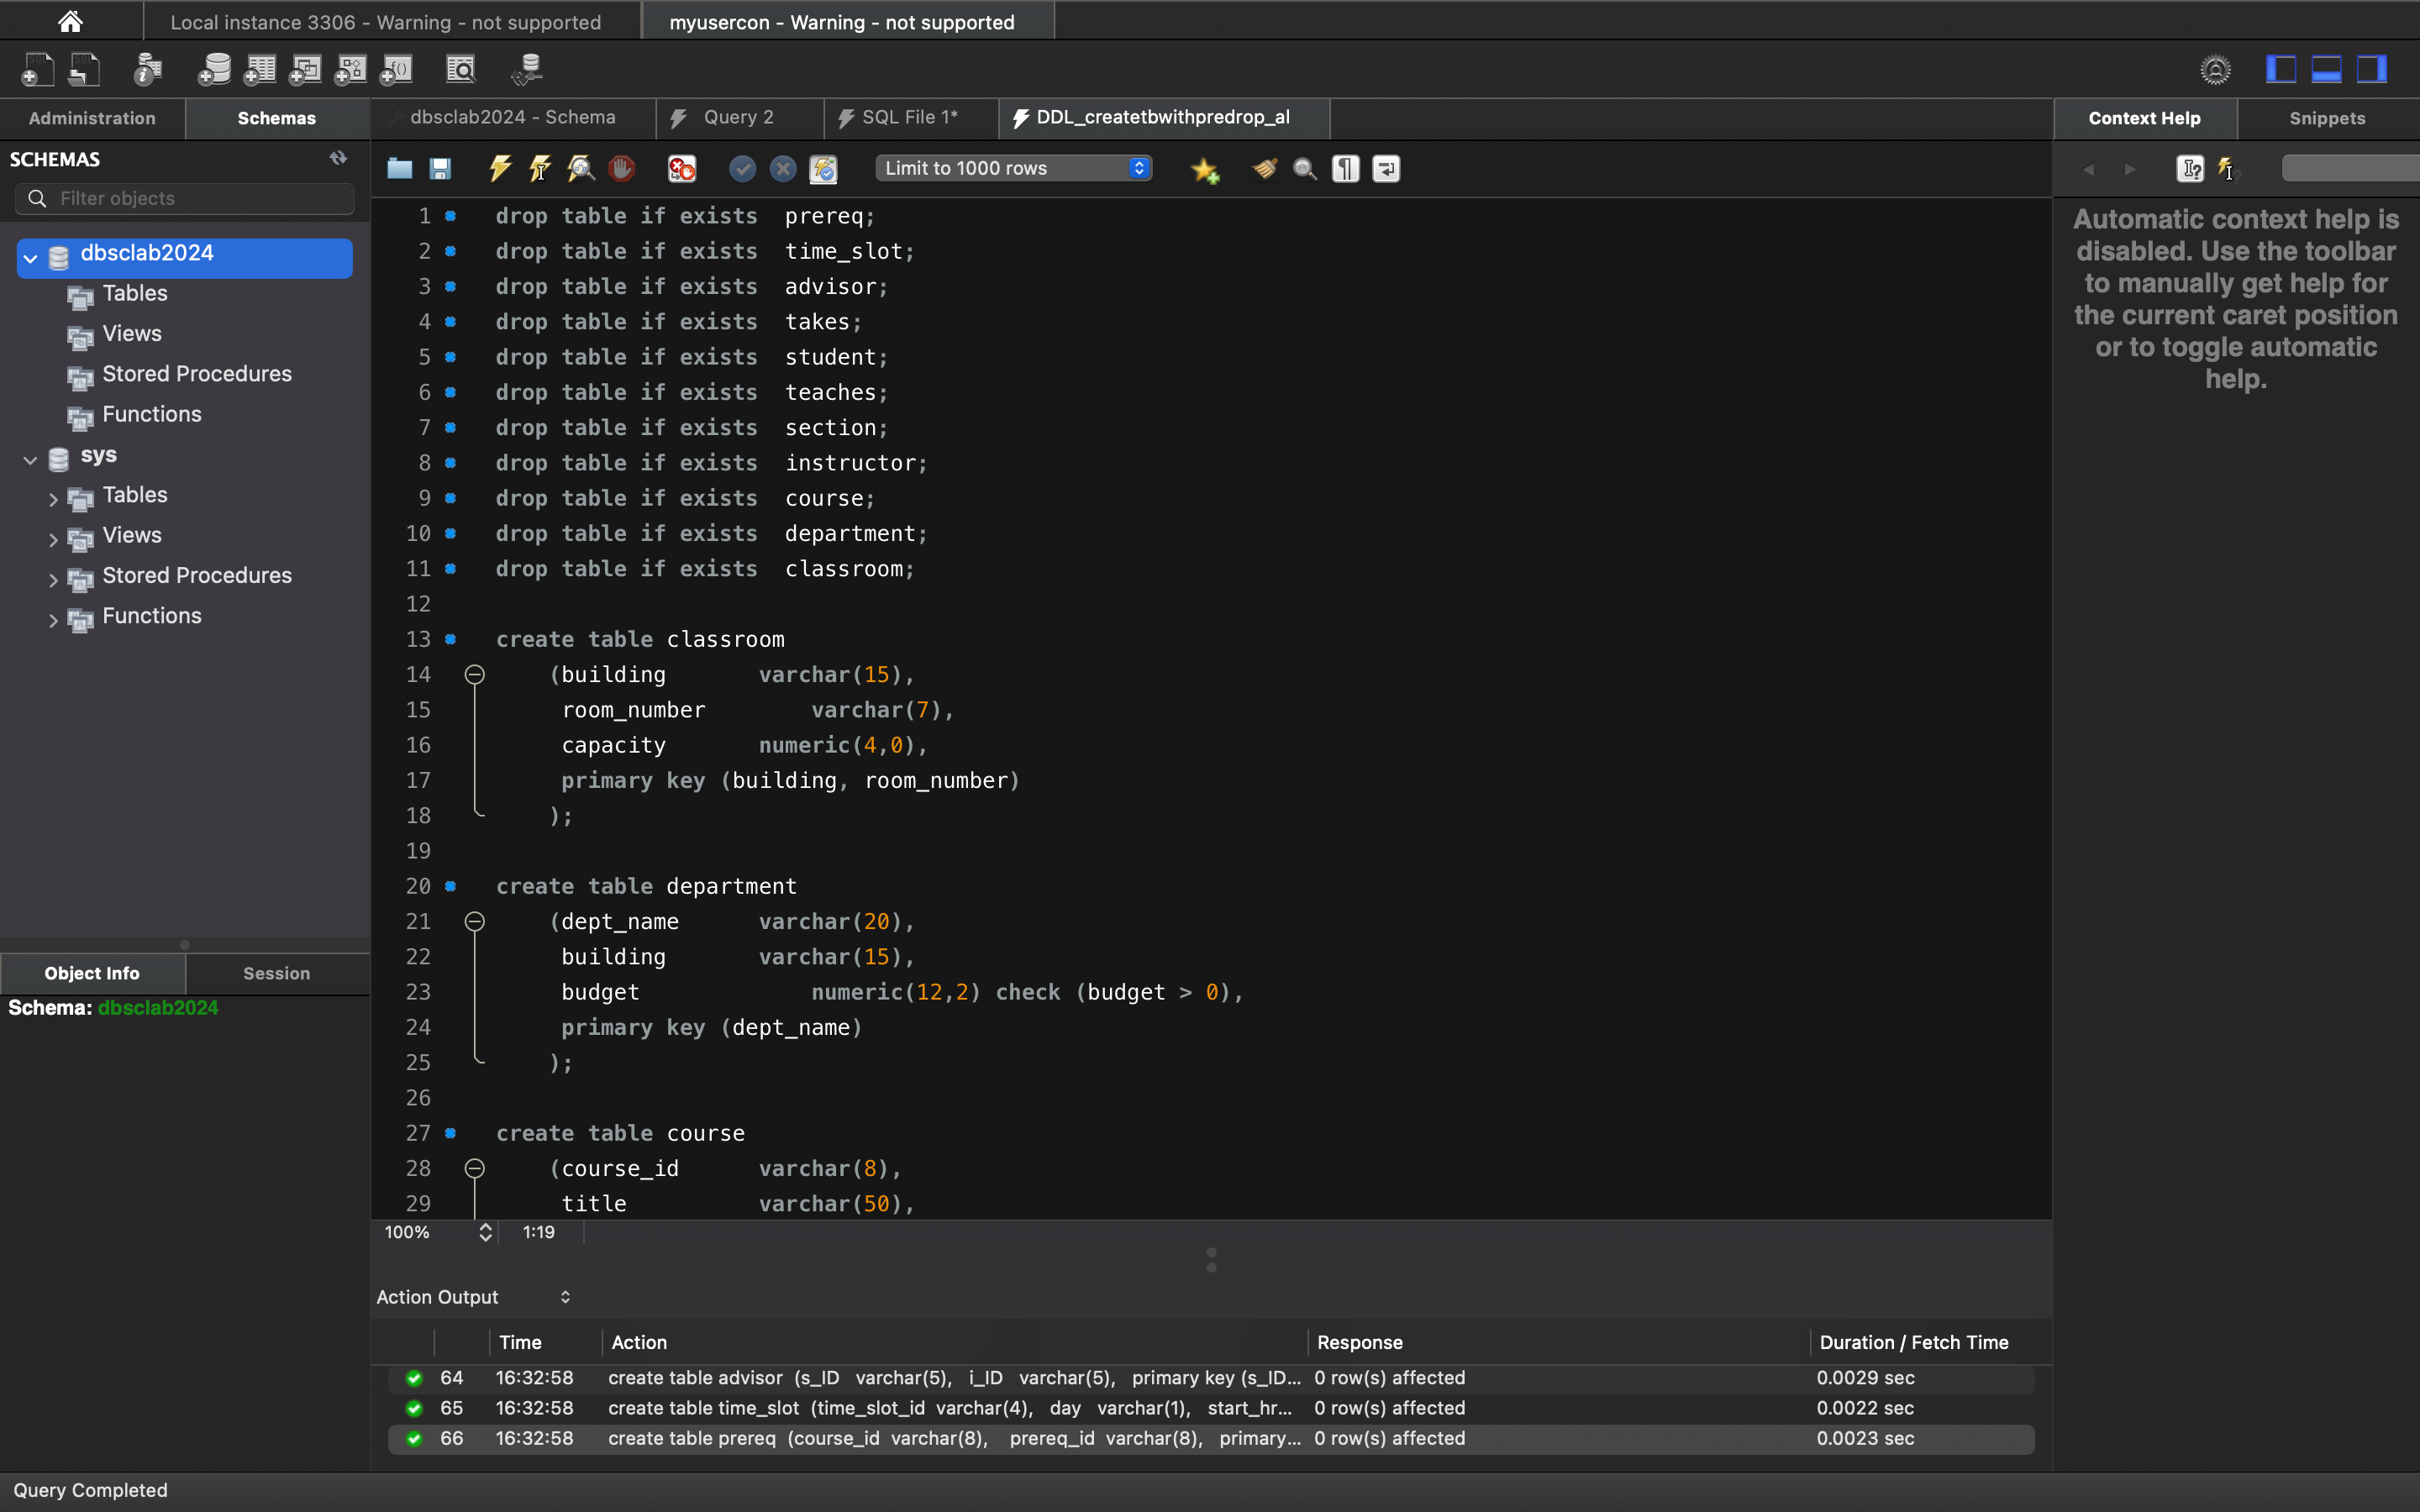 Local instance 3306 - Warning - not supported
myusercon - Warning - not supported
Administration
Schemas
dbsclab2024 - Schema
Query 2
SQL File 1*
DDL_createtbwithpredrop_al
Context Help
Snippets
SCHEMAS
Filter objects
Limit to 1000 rows
dbsclab2024
Tables
Views
Stored Procedures
Functions
sys
Tables
Views
Stored Procedures
Functions
Object Info
Session
Schema: dbsclab2024
1 drop table if exists prereq;
2 drop table if exists time_slot;
3 drop table if exists advisor;
4 drop table if exists takes;
5 drop table if exists student;
6 drop table if exists teaches;
7 drop table if exists section;
8 drop table if exists instructor;
9 drop table if exists course;
10 drop table if exists department;
11 drop table if exists classroom;
12
13 create table classroom
14 (building varchar(15),
15 room_number varchar(7),
16 capacity numeric(4,0),
17 primary key (building, room_number)
18 );
19
20 create table department
21 (dept_name varchar(20),
22 building varchar(15),
23 budget numeric(12,2) check (budget > 0),
24 primary key (dept_name)
25 );
26
27 create table course
28 (course_id varchar(8),
29 title varchar(50),
100% 1:19
Automatic context help is
disabled. Use the toolbar
to manually get help for
the current caret position
or to toggle automatic
help.
Action Output
Time Action Response Duration / Fetch Time
64 16:32:58 create table advisor (s_ID varchar(5), i_ID varchar(5), primary key (s_ID... 0 row(s) affected 0.0029 sec
65 16:32:58 create table time_slot (time_slot_id varchar(4), day varchar(1), start_hr... 0 row(s) affected 0.0022 sec
66 16:32:58 create table prereq (course_id varchar(8), prereq_id varchar(8), primary... 0 row(s) affected 0.0023 sec
Query Completed